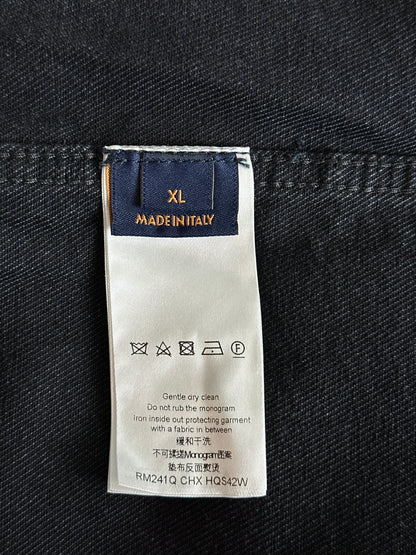 XL
MADE IN ITALY
F
Gentle dry clean
Do not rub the monogram
Iron inside out protecting garment
with a fabric in between
緩和干洗
不可揉搓Monogram图案
垫布反面熨烫
RM241Q CHX HQS42W